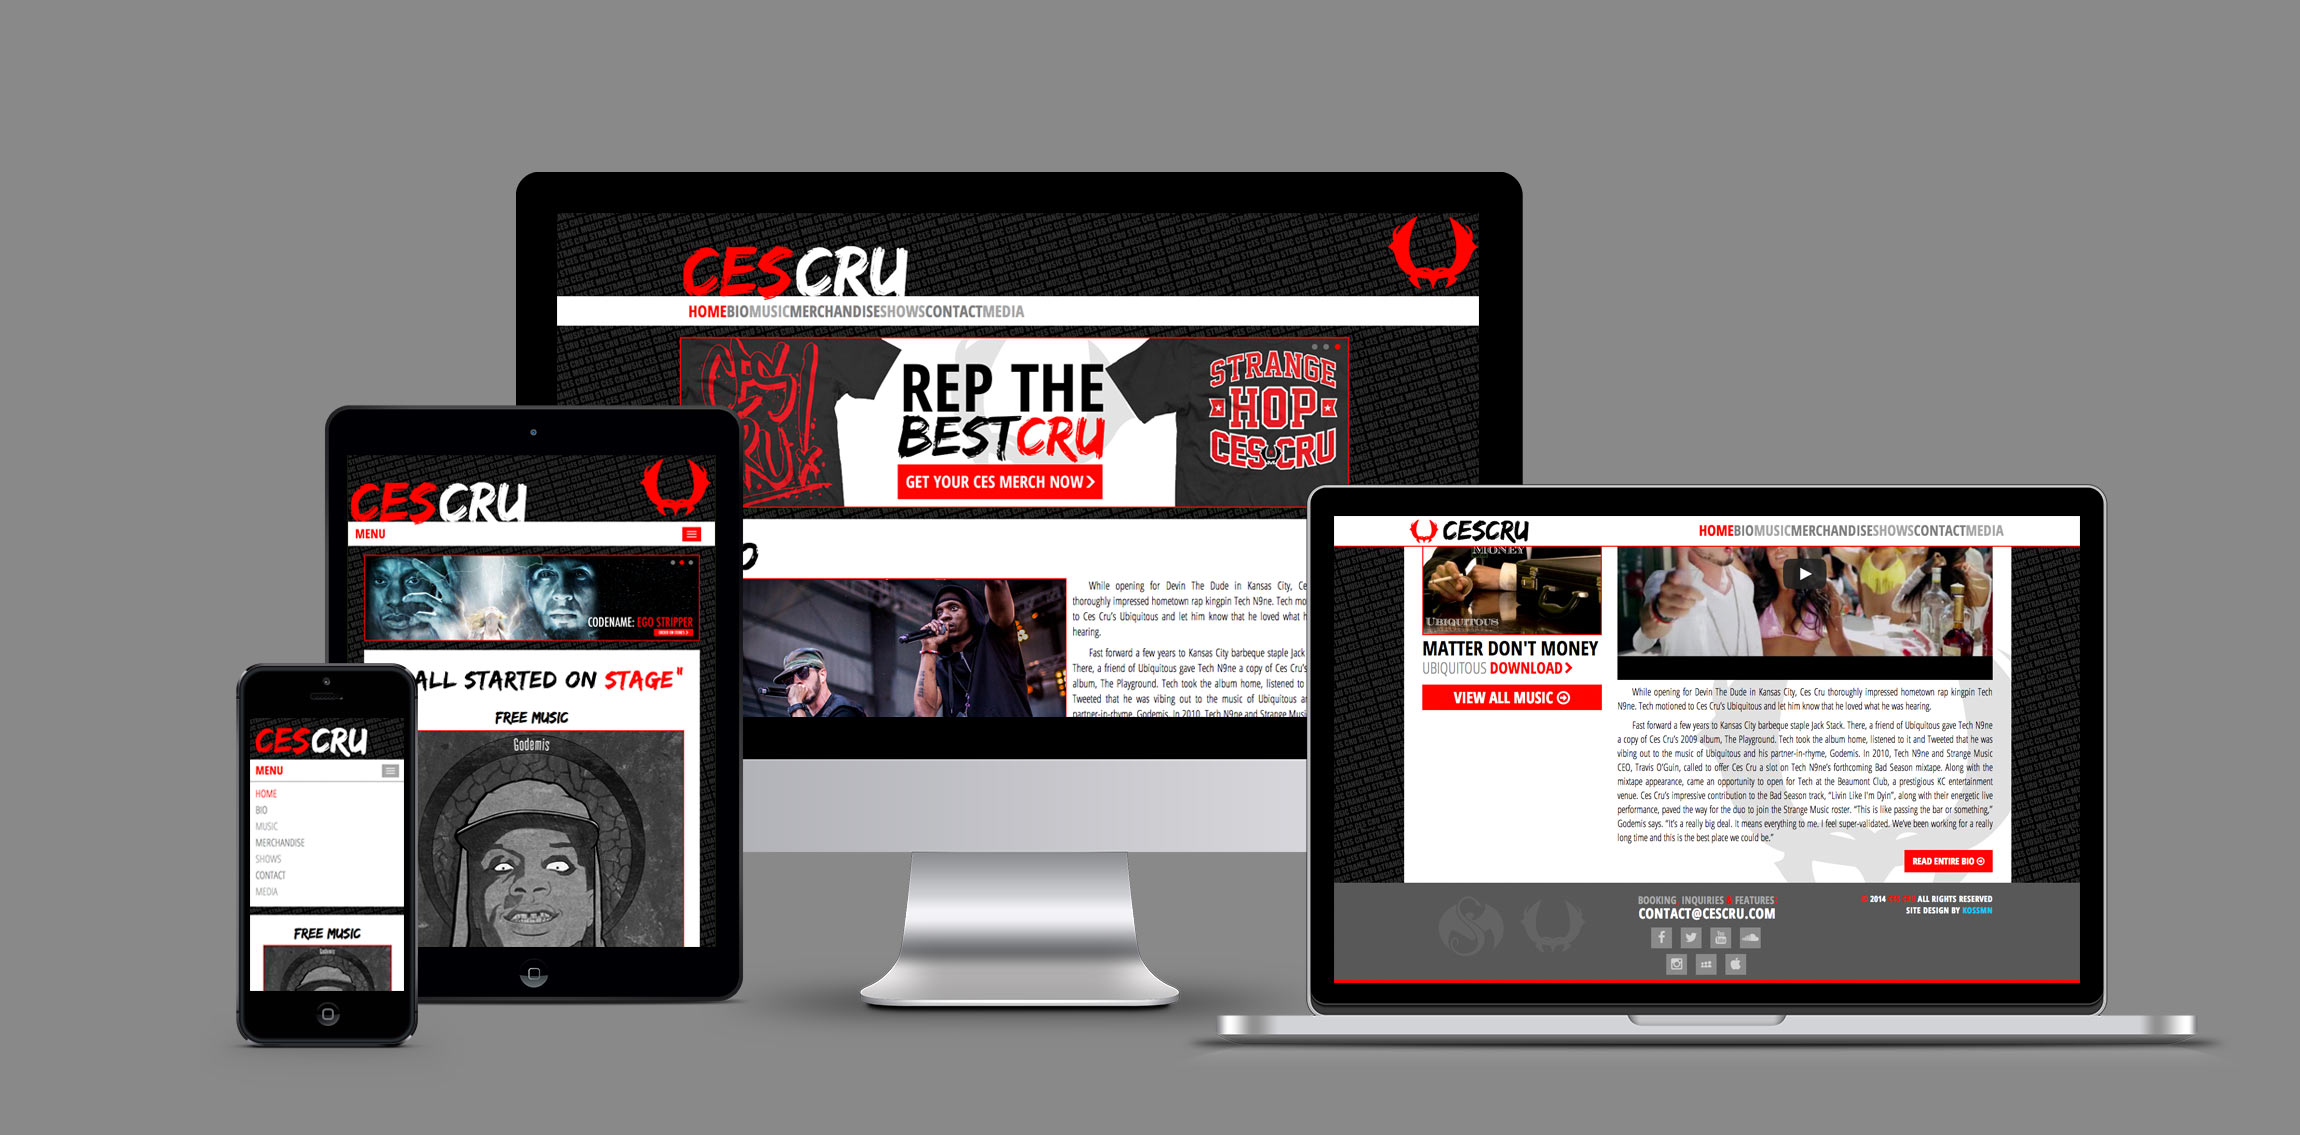 CESCRU
HOME BIO MUSIC MERCHANDISE SHOWS CONTACT MEDIA
CES CRU
REP THE
BESTCRU
GET YOUR CES MERCH NOW
STRANGE
HOP
CES CRU
While opening for Devin The Dude in Kansas City,
thoroughly impressed hometown rap kingpin Tech N9ne. Tech
to Ces Cru's Ubiquitous and let him know that he loved what
hearing.
Fast forward a few years to Kansas City barbeque staple Jack
There, a friend of Ubiquitous gave Tech N9ne a copy of Ces Cru's
album, The Playground. Tech took the album home, listened to
Tweeted that he was vibing out to the music of Ubiquitous
partner-in-rhyme, Godemis. In 2010, Tech N9ne and Strange
CESCRU
MENU
CODENAME: EGO STRIPPER
ALL STARTED ON STAGE"
FREE MUSIC
Godemis
CESCRU
MENU
HOME
BIO
MUSIC
MERCHANDISE
SHOWS
CONTACT
MEDIA
FREE MUSIC
Godemis
CESCRU
HOME BIO MUSIC MERCHANDISE SHOWS CONTACT MEDIA
MONEY
UBIQUITOUS
MATTER DON'T MONEY
UBIQUITOUS DOWNLOAD
VIEW ALL MUSIC
While opening for Devin The Dude in Kansas City, Ces Cru thoroughly impressed hometown rap kingpin Tech
N9ne. Tech motioned to Ces Cru's Ubiquitous and let him know that he loved what he was hearing.
Fast forward a few years to Kansas City barbeque staple Jack Stack. There, a friend of Ubiquitous gave Tech N9ne
a copy of Ces Cru's 2009 album, The Playground. Tech took the album home, listened to it and Tweeted that he was
vibing out to the music of Ubiquitous and his partner-in-rhyme, Godemis. In 2010, Tech N9ne and Strange Music
CEO, Travis O'Guin, called to offer Ces Cru a slot on Tech N9ne's forthcoming Bad Season mixtape. Along with the
mixtape appearance, came an opportunity to open for Tech at the Beaumont Club, a prestigious KC entertainment
venue. Ces Cru's impressive contribution to the Bad Season track, "Livin Like I'm Dyin", along with their energetic live
performance, paved the way for the duo to join the Strange Music roster. "This is like passing the bar or something,"
Godemis says. "It's a really big deal. It means everything to me. I feel super-validated. We've been working for a really
long time and this is the best place we could be."
READ ENTIRE BIO
BOOKING, INQUIRIES & FEATURES:
CONTACT@CESCRU.COM
© 2014 CES CRU ALL RIGHTS RESERVED
SITE DESIGN BY KOSSMN